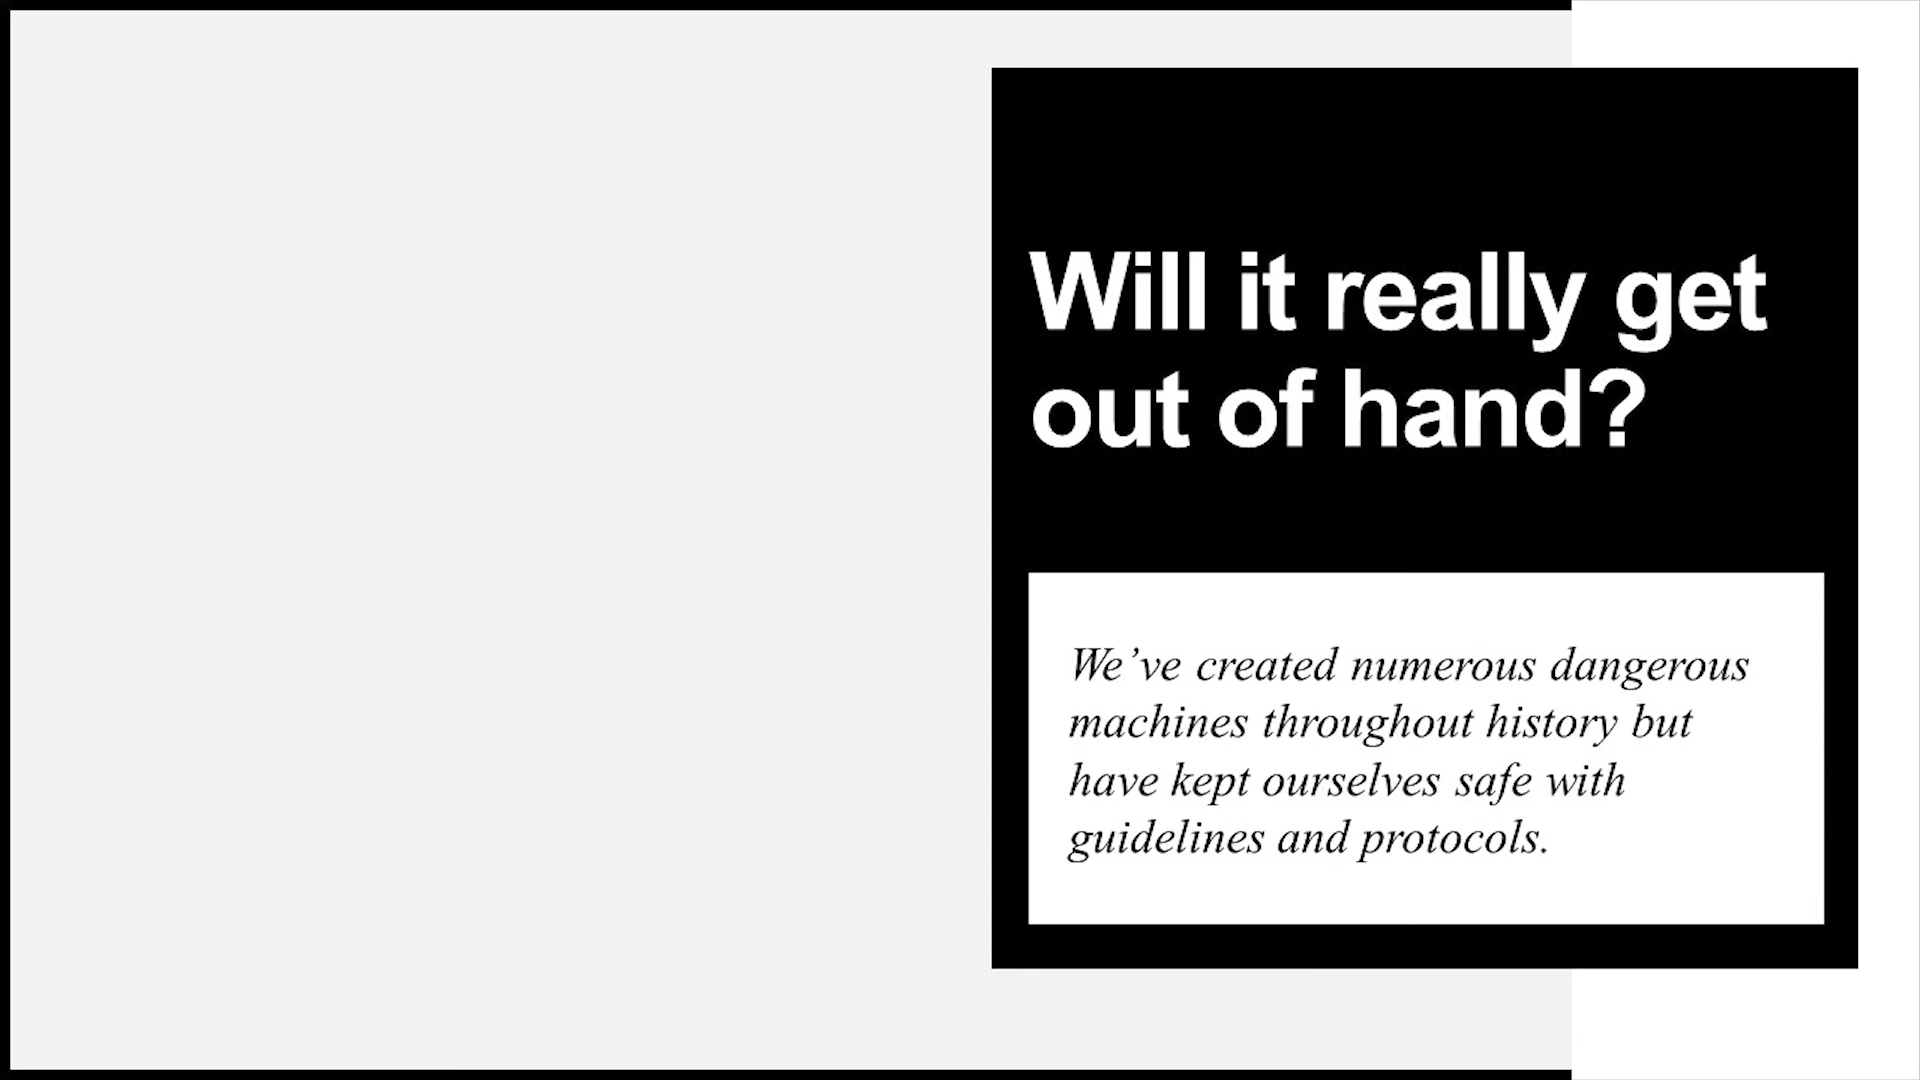 Will it really get
out of hand?
We’ve created numerous dangerous
machines throughout history but
have kept ourselves safe with
guidelines and protocols.